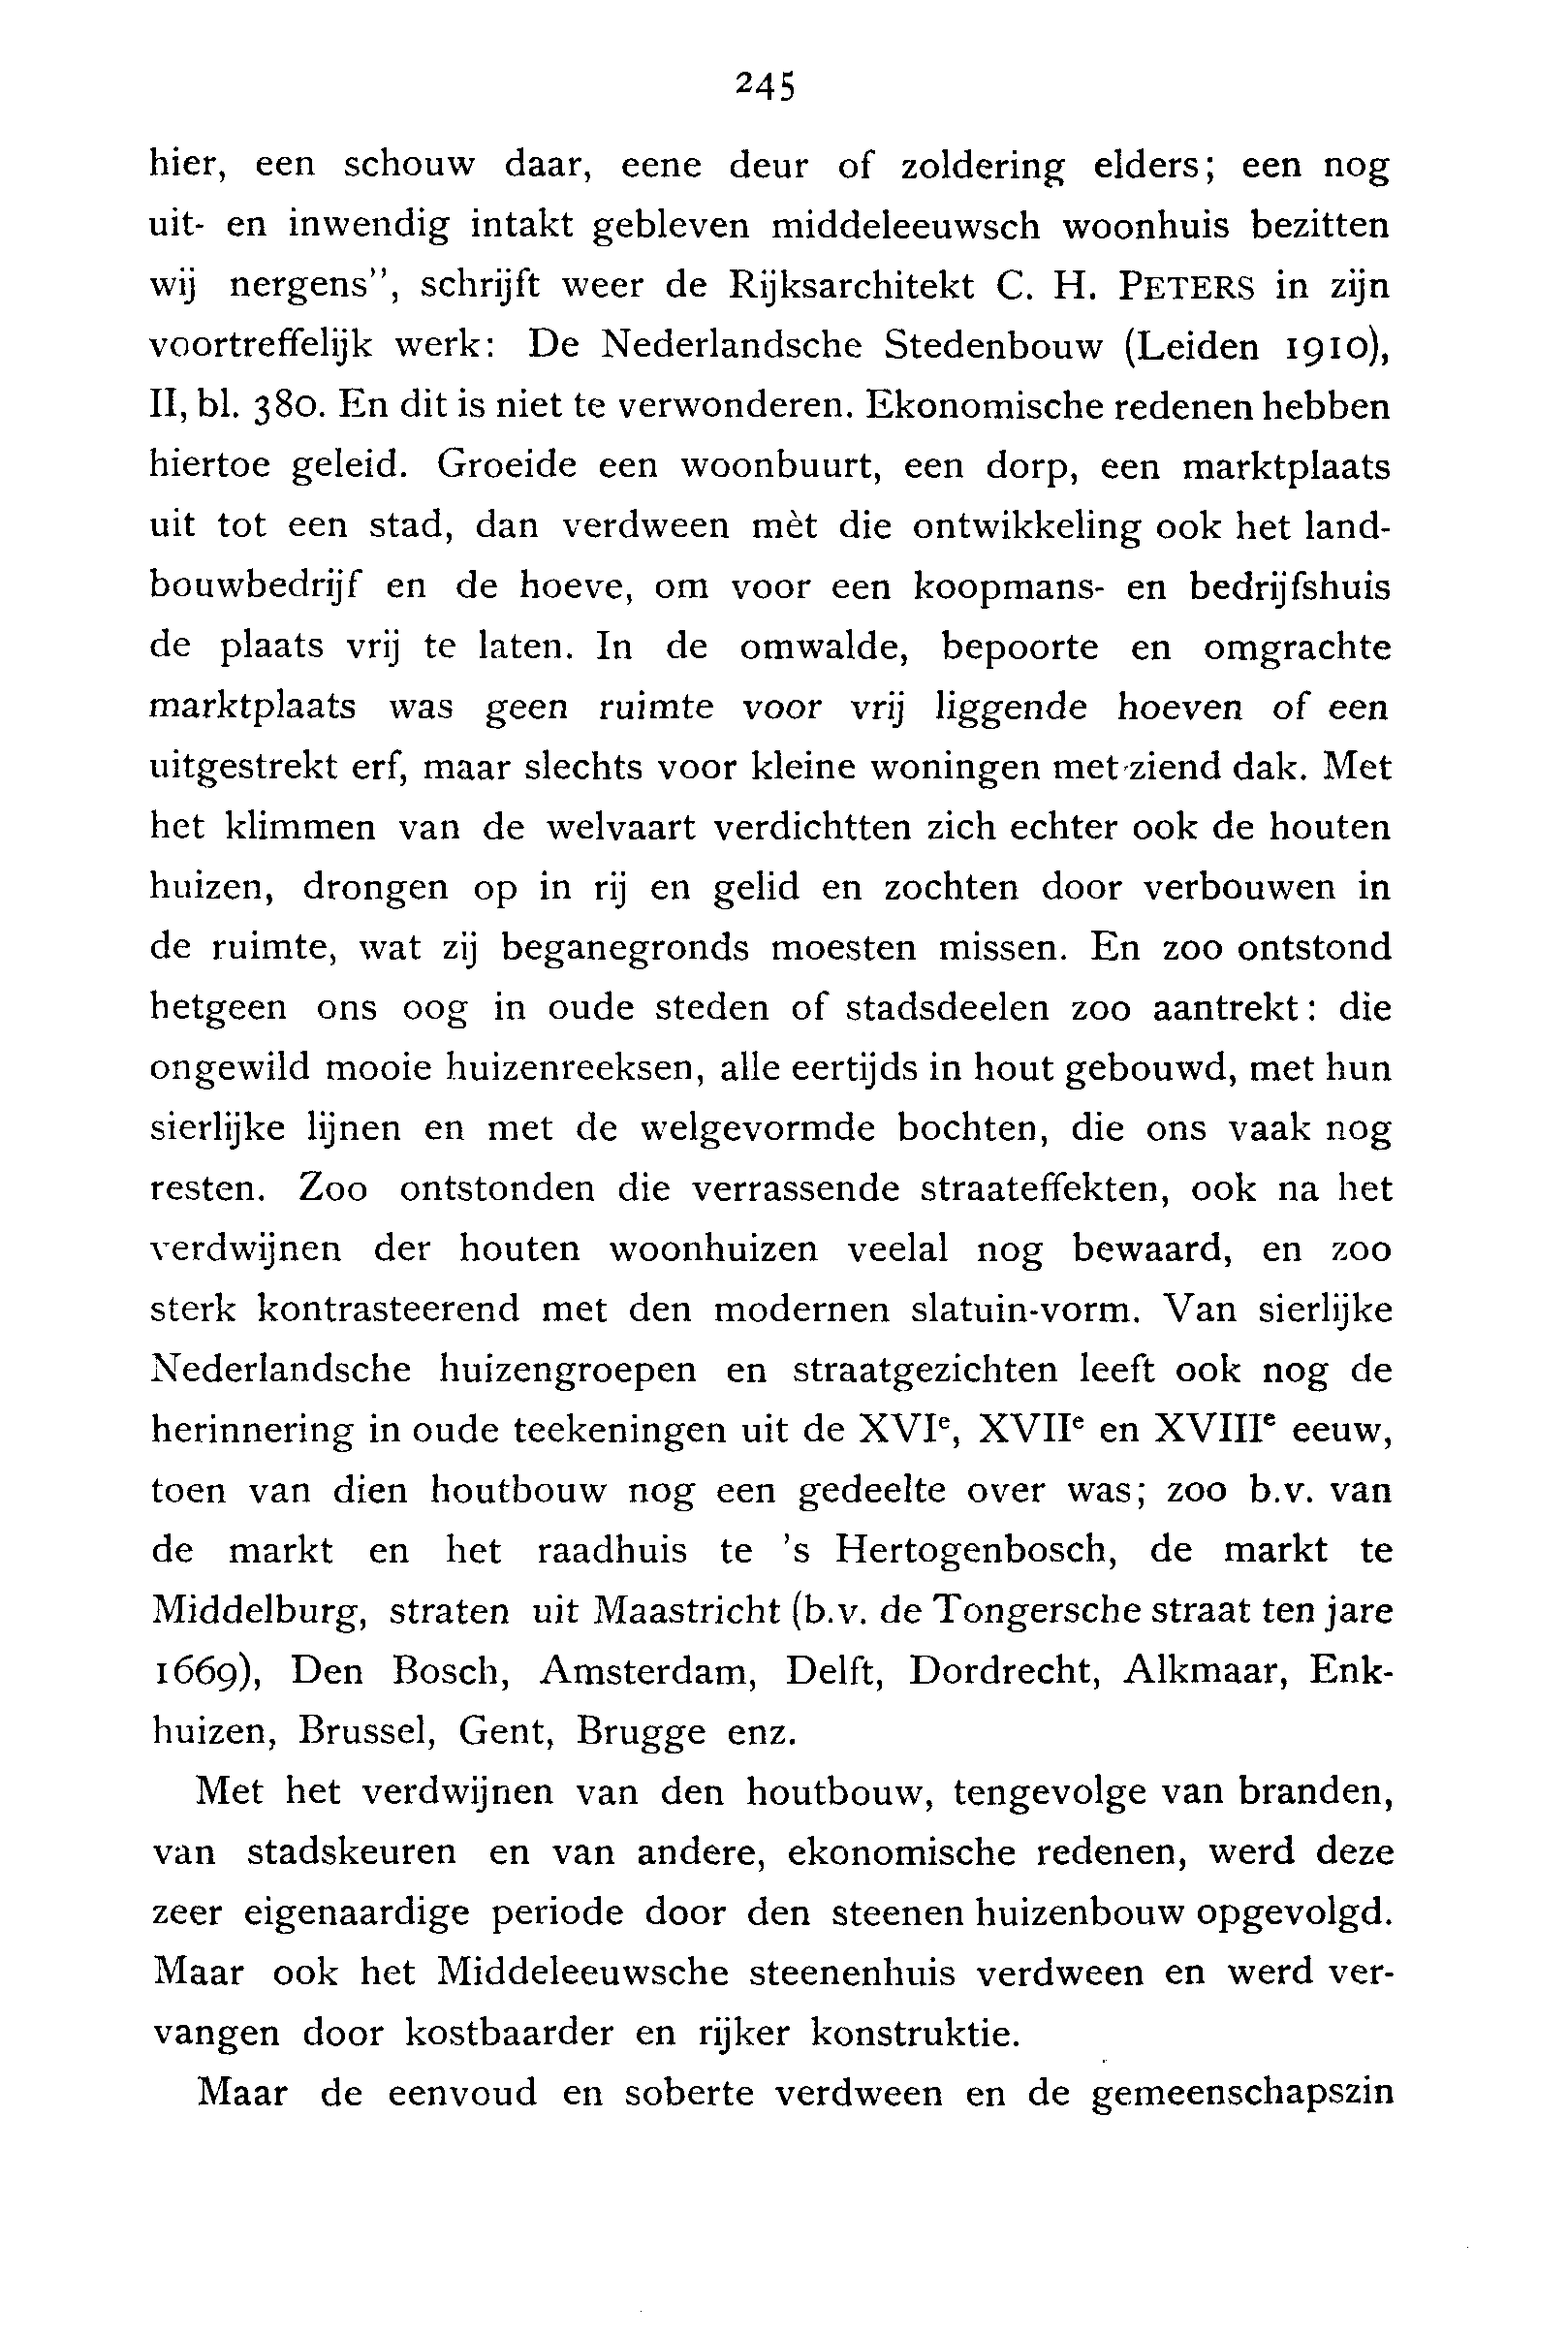 245
hier, een schouw daar, eene deur of zoldering elders; een nog
uit- en inwendig intakt gebleven middeleeuwsch woonhuis bezitten
wij nergens”, schrijft weer de Rijksarchitekt C. H. PETERS in zijn
voortreffelijk werk: De Nederlandsche Stedenbouw (Leiden 1910),
II, bl. 380. En dit is niet te verwonderen. Ekonomische redenen hebben
hiertoe geleid. Groeide een woonbuurt, een dorp, een marktplaats
uit tot een stad, dan verdween mèt die ontwikkeling ook het land-
bouwbedrijf en de hoeve, om voor een koopmans- en bedrijfshuis
de plaats vrij te laten. In de omwalde, bepoorte en omgrachte
marktplaats was geen ruimte voor vrij liggende hoeven of een
uitgestrekt erf, maar slechts voor kleine woningen met ziend dak. Met
het klimmen van de welvaart verdichtten zich echter ook de houten
huizen, drongen op in rij en gelid en zochten door verbouwen in
de ruimte, wat zij beganegronds moesten missen. En zoo ontstond
hetgeen ons oog in oude steden of stadsdeelen zoo aantrekt: die
ongewild mooie huizenreeksen, alle eertijds in hout gebouwd, met hun
sierlijke lijnen en met de welgevormde bochten, die ons vaak nog
resten. Zoo ontstonden die verrassende straateffekten, ook na het
verdwijnen der houten woonhuizen veelal nog bewaard, en zoo
sterk kontrasteerend met den modernen slatuin-vorm. Van sierlijke
Nederlandsche huizengroepen en straatgezichten leeft ook nog de
herinnering in oude teekeningen uit de XVIe, XVIIe en XVIIIe eeuw,
toen van dien houtbouw nog een gedeelte over was; zoo b.v. van
de markt en het raadhuis te ’s Hertogenbosch, de markt te
Middelburg, straten uit Maastricht (b.v. de Tongersche straat ten jare
1669), Den Bosch, Amsterdam, Delft, Dordrecht, Alkmaar, Enk-
huizen, Brussel, Gent, Brugge enz.
Met het verdwijnen van den houtbouw, tengevolge van branden,
van stadskeuren en van andere, ekonomische redenen, werd deze
zeer eigenaardige periode door den steenen huizenbouw opgevolgd.
Maar ook het Middeleeuwsche steenenhuis verdween en werd ver-
vangen door kostbaarder en rijker konstruktie.
Maar de eenvoud en soberte verdween en de gemeenschapszin